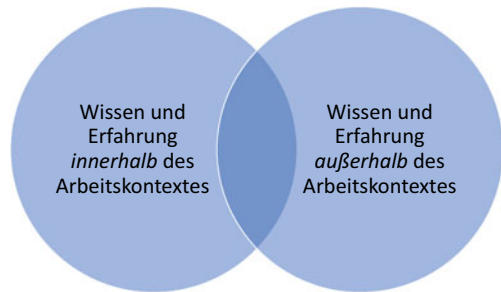 Wissen und
Erfahrung
innerhalb des
Arbeitskontextes
Wissen und
Erfahrung
außerhalb des
Arbeitskontextes